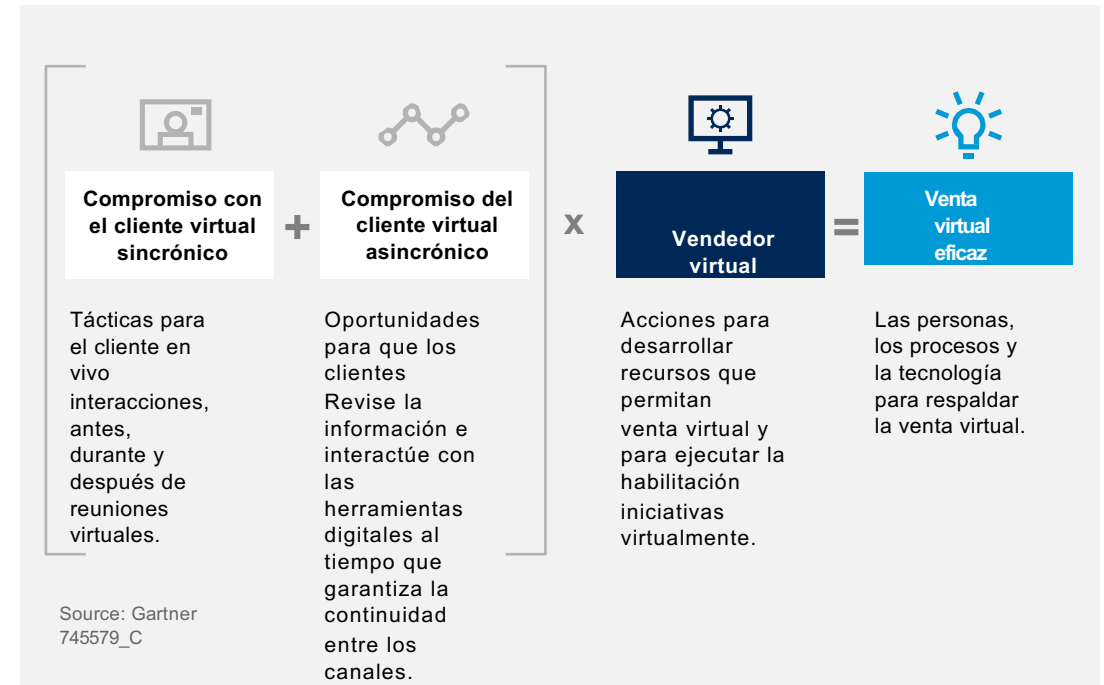 Compromiso con
el cliente virtual
sincrónico
+
Compromiso del
cliente virtual
asincrónico
x
Vendedor
virtual
=
Venta
virtual
eficaz
Tácticas para
el cliente en
vivo
interacciones,
antes,
durante y
después de
reuniones
virtuales.
Oportunidades
para que los
clientes
Revise la
información e
interactúe con
las
herramientas
digitales al
tiempo que
garantiza la
continuidad
entre los
canales.
Acciones para
desarrollar
recursos que
permitan
venta virtual y
para ejecutar la
habilitación
iniciativas
virtualmente.
Las personas,
los procesos y
la tecnología
para respaldar
la venta virtual.
Source: Gartner
745579_C